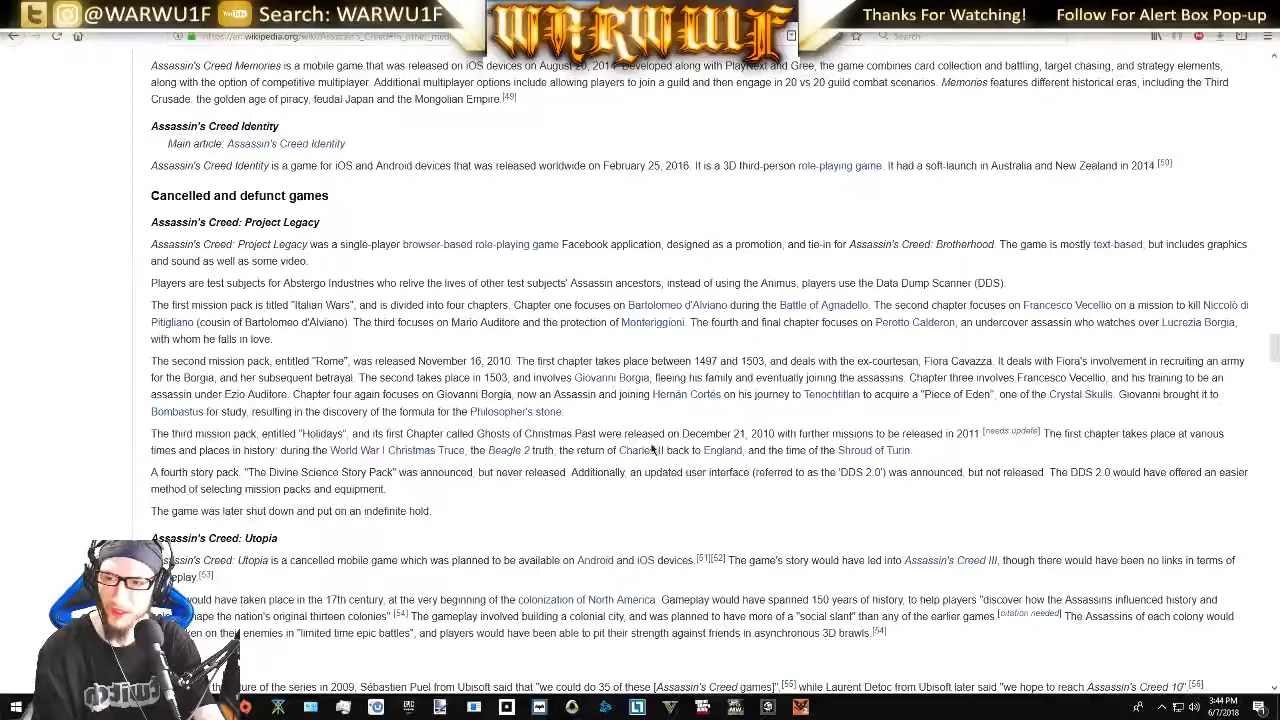 @WARWU1F Search: WARWU1F WARWU1F Thanks For Watching! Follow For Alert Box Pop-up
Search
Assassin's Creed Memories is a mobile game that was released on iOS devices on August 20, 2014. Developed along with PlayNext and Gree, the game combines card collection and battling, target chasing, and strategy elements,
along with the option of competitive multiplayer. Additional multiplayer options include allowing players to join a guild and then engage in 20 vs 20 guild combat scenarios. Memories features different historical eras, including the Third
Crusade, the golden age of piracy, feudal Japan and the Mongolian Empire.[49]
Assassin's Creed Identity
Main article: Assassin's Creed Identity
Assassin's Creed Identity is a game for iOS and Android devices that was released worldwide on February 25, 2016. It is a 3D third-person role-playing game. It had a soft-launch in Australia and New Zealand in 2014.[50]
Cancelled and defunct games
Assassin's Creed: Project Legacy
Assassin's Creed: Project Legacy was a single-player browser-based role-playing game Facebook application, designed as a promotion, and tie-in for Assassin's Creed: Brotherhood. The game is mostly text-based, but includes graphics
and sound as well as some video.
Players are test subjects for Abstergo Industries who relive the lives of other test subjects' Assassin ancestors; instead of using the Animus, players use the Data Dump Scanner (DDS).
The first mission pack is titled "Italian Wars", and is divided into four chapters. Chapter one focuses on Bartolomeo d'Alviano during the Battle of Agnadello. The second chapter focuses on Francesco Vecellio on a mission to kill Niccolò di
Pitigliano (cousin of Bartolomeo d'Alviano). The third focuses on Mario Auditore and the protection of Monteriggioni. The fourth and final chapter focuses on Perotto Calderon, an undercover assassin who watches over Lucrezia Borgia,
with whom he falls in love.
The second mission pack, entitled "Rome", was released November 16, 2010. The first chapter takes place between 1497 and 1503, and deals with the ex-courtesan, Fiora Cavazza. It deals with Fiora's involvement in recruiting an army
for the Borgia, and her subsequent betrayal. The second takes place in 1503, and involves Giovanni Borgia, fleeing his family and eventually joining the assassins. Chapter three involves Francesco Vecellio, and his training to be an
assassin under Ezio Auditore. Chapter four again focuses on Giovanni Borgia, now an Assassin and joining Hernán Cortés on his journey to Tenochtitlan to acquire a "Piece of Eden", one of the Crystal Skulls. Giovanni brought it to
Bombastus for study, resulting in the discovery of the formula for the Philosopher's stone.
The third mission pack, entitled "Holidays", and its first Chapter called Ghosts of Christmas Past were released on December 21, 2010 with further missions to be released in 2011 [needs update] The first chapter takes place at various
times and places in history: during the World War I Christmas Truce, the Beagle 2 truth, the return of Charles II back to England, and the time of the Shroud of Turin.
A fourth story pack, "The Divine Science Story Pack" was announced, but never released. Additionally, an updated user interface (referred to as the 'DDS 2.0') was announced, but not released. The DDS 2.0 would have offered an easier
method of selecting mission packs and equipment.
The game was later shut down and put on an indefinite hold.
Assassin's Creed: Utopia
Creed: Utopia is a cancelled mobile game which was planned to be available on Android and iOS devices.[51][52] The game's story would have led into Assassin's Creed III, though there would have been no links in terms of
[53]
would have taken place in the 17th century, at the very beginning of the colonization of North America. Gameplay would have spanned 150 years of history, to help players "discover how the Assassins influenced history and
the nation's original thirteen colonies".[54] The gameplay involved building a colonial city, and was planned to have more of a "social slant" than any of the earlier games.[citation needed] The Assassins of each colony would
on their enemies in "limited time epic battles", and players would have been able to pit their strength against friends in asynchronous 3D brawls.[54]
of the series in 2009, Sébastien Puel from Ubisoft said that "we could do 35 of these [Assassin's Creed games]",[55] while Laurent Detoc from Ubisoft later said "we hope to reach Assassin's Creed 10".[56]
3:44 PM
6/7/2018